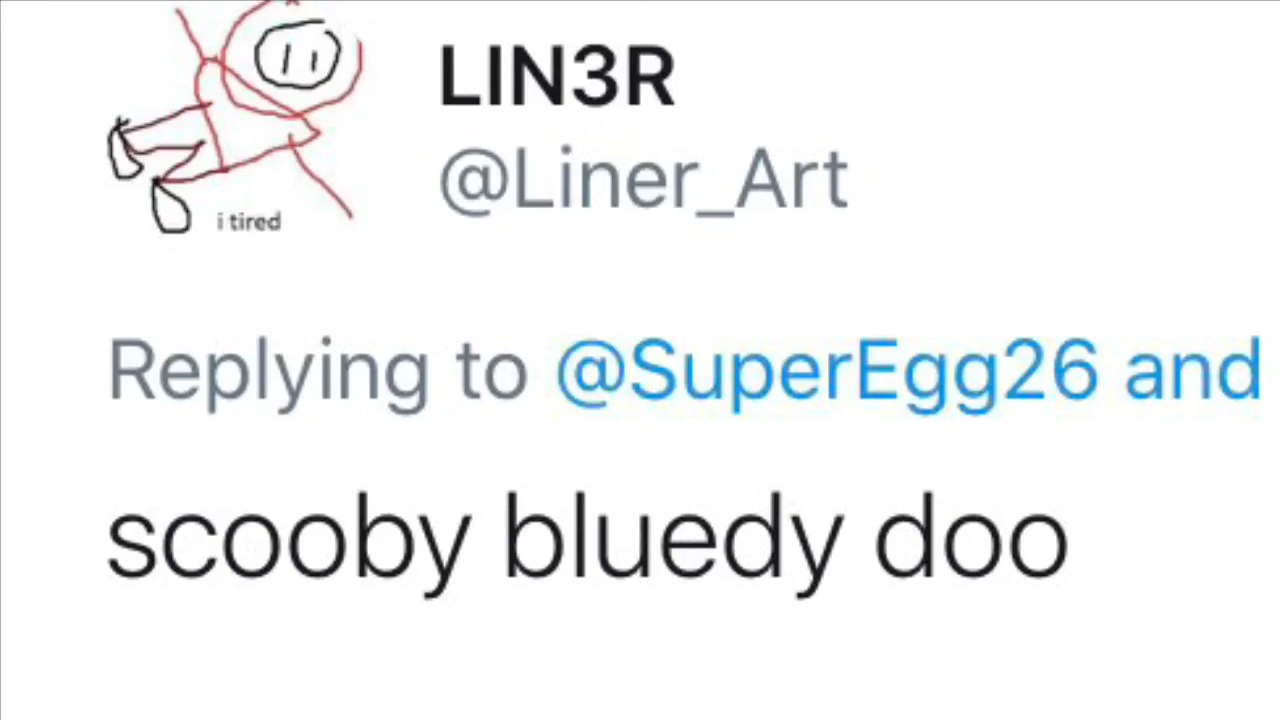 LIN3R
@Liner_Art
i tired
Replying to @SuperEgg26 and
scooby bluedy doo